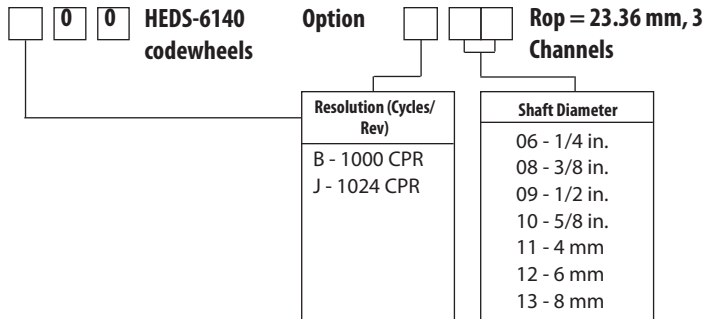 0 0 HEDS-6140 Option Rop = 23.36 mm, 3
codewheels Channels
Resolution (Cycles/
Rev)
B - 1000 CPR
J - 1024 CPR
Shaft Diameter
06 - 1/4 in.
08 - 3/8 in.
09 - 1/2 in.
10 - 5/8 in.
11 - 4 mm
12 - 6 mm
13 - 8 mm